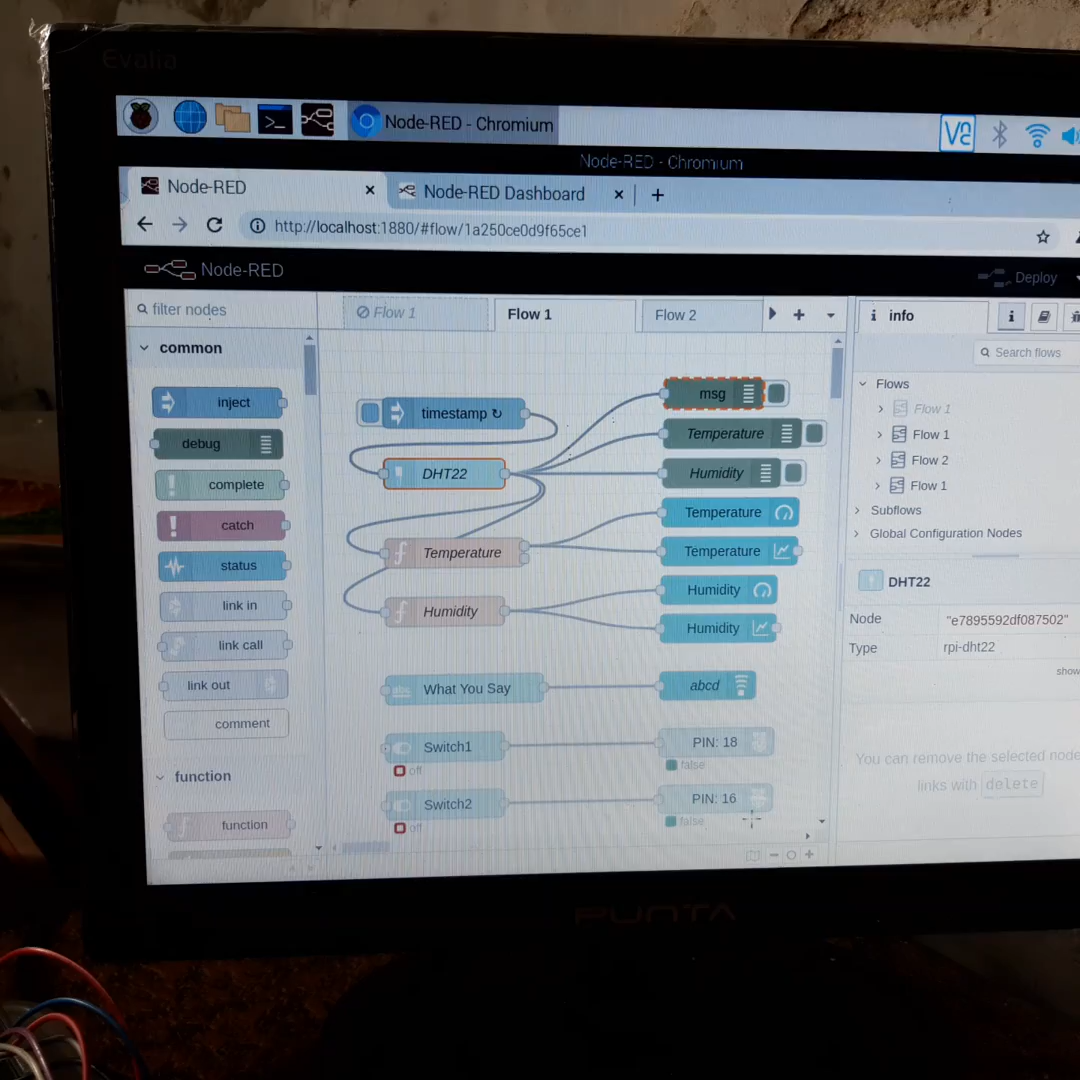 Evalia
Node-RED - Chromium
Node-RED - Chromium
Node-RED × Node-RED Dashboard × +
http://localhost:1880/#flow/1a250ce0d9f65ce1
Node-RED Deploy
filter nodes
Flow 1 Flow 1 Flow 2 +
i info i
Search flows
common
inject
debug
complete
catch
status
link in
link call
link out
comment
function
function
timestamp ↻
msg
Temperature
DHT22
Humidity
Temperature
Temperature
Temperature
Humidity
Humidity
Humidity
What You Say
abcd
Switch1
PIN: 18
off
false
Switch2
PIN: 16
off
false
Flows
Flow 1
Flow 1
Flow 2
Flow 1
Subflows
Global Configuration Nodes
DHT22
Node "e7895592df087502"
Type rpi-dht22
show
You can remove the selected node
links with delete
PUNTA